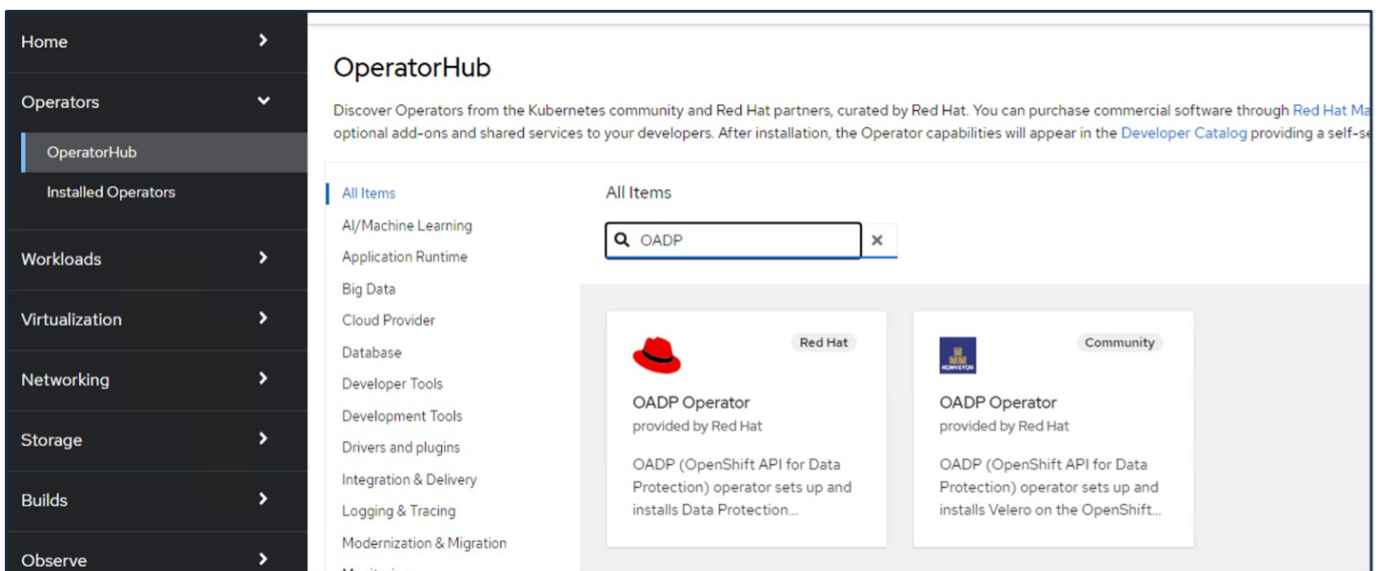 Home
Operators
OperatorHub
Installed Operators
Workloads
Virtualization
Networking
Storage
Builds
Observe
OperatorHub
Discover Operators from the Kubernetes community and Red Hat partners, curated by Red Hat. You can purchase commercial software through Red Hat Ma
optional add-ons and shared services to your developers. After installation, the Operator capabilities will appear in the Developer Catalog providing a self-se
All Items
AI/Machine Learning
Application Runtime
Big Data
Cloud Provider
Database
Developer Tools
Development Tools
Drivers and plugins
Integration & Delivery
Logging & Tracing
Modernization & Migration
All Items
OADP
Red Hat
OADP Operator
provided by Red Hat
OADP (OpenShift API for Data
Protection) operator sets up and
installs Data Protection...
KONVEYOR
Community
OADP Operator
provided by Red Hat
OADP (OpenShift API for Data
Protection) operator sets up and
installs Velero on the OpenShift...